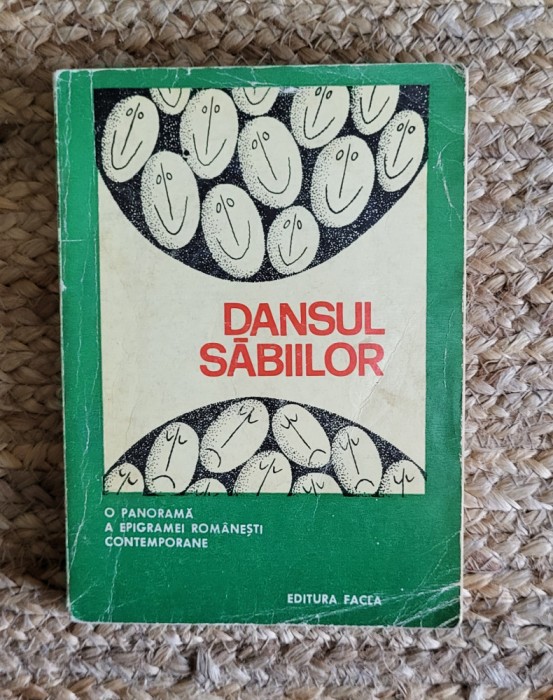 DANSUL
SĂBIILOR
O PANORAMĂ
A EPIGRAMEI ROMÂNEȘTI
CONTEMPORANE
EDITURA FACLA